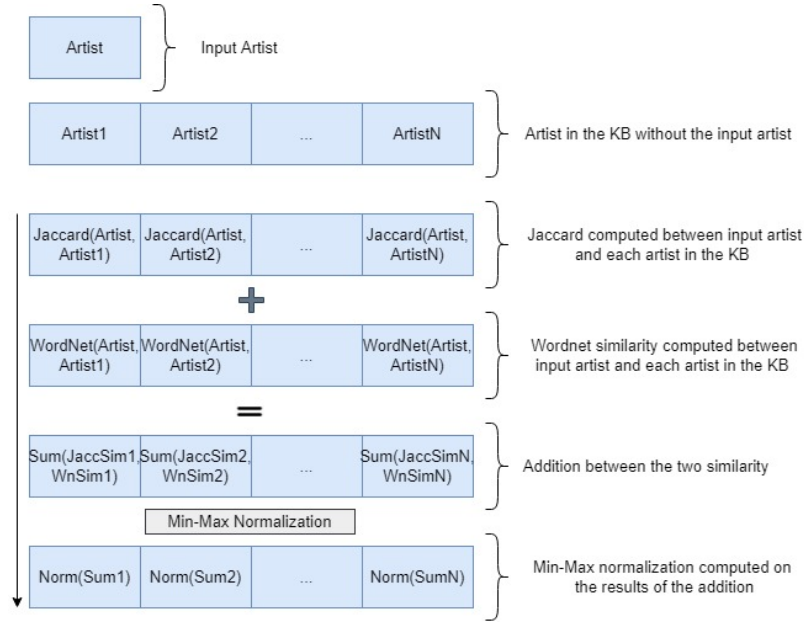 Artist
Input Artist
Artist1 Artist2 ... ArtistN
Artist in the KB without the input artist
Jaccard(Artist, Jaccard(Artist, ... Jaccard(Artist,
Artist1) Artist2) ArtistN)
Jaccard computed between input artist
and each artist in the KB
+
WordNet(Artist, WordNet(Artist, ... WordNet(Artist,
Artist1) Artist2) ArtistN)
Wordnet similarity computed between
input artist and each artist in the KB
=
Sum(JaccSim1, Sum(JaccSim2, ... Sum(JaccSimN,
WnSim1) WnSim2) WnSimN)
Addition between the two similarity
Min-Max Normalization
Norm(Sum1) Norm(Sum2) ... Norm(SumN)
Min-Max normalization computed on
the results of the addition